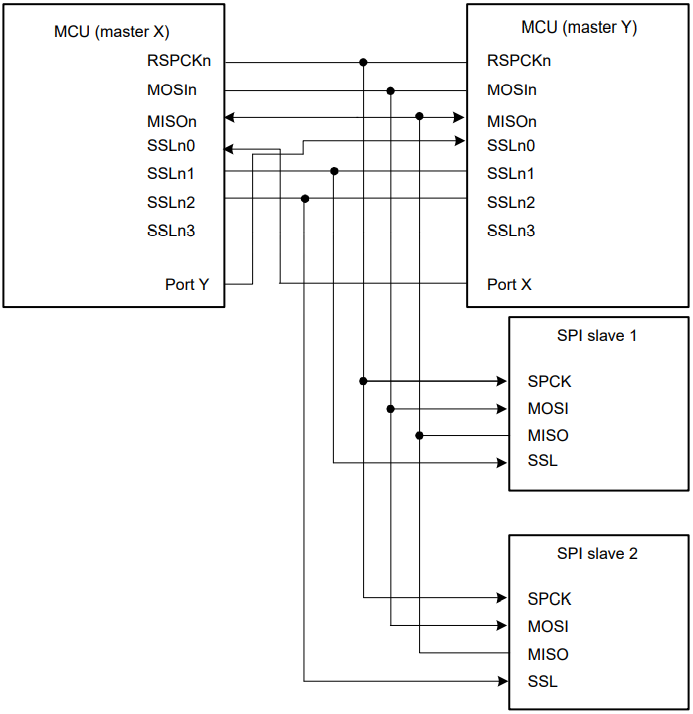 MCU (master X)
RSPCKn
MOSIn
MISOn
SSLn0
SSLn1
SSLn2
SSLn3
Port Y
MCU (master Y)
RSPCKn
MOSIn
MISOn
SSLn0
SSLn1
SSLn2
SSLn3
Port X
SPI slave 1
SPCK
MOSI
MISO
SSL
SPI slave 2
SPCK
MOSI
MISO
SSL